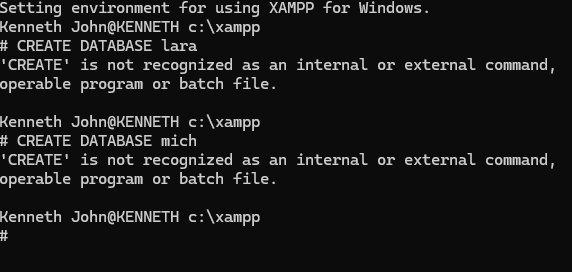 Setting environment for using XAMPP for Windows.
Kenneth John@KENNETH c:\xampp
# CREATE DATABASE lara
'CREATE' is not recognized as an internal or external command,
operable program or batch file.

Kenneth John@KENNETH c:\xampp
# CREATE DATABASE mich
'CREATE' is not recognized as an internal or external command,
operable program or batch file.

Kenneth John@KENNETH c:\xampp
#